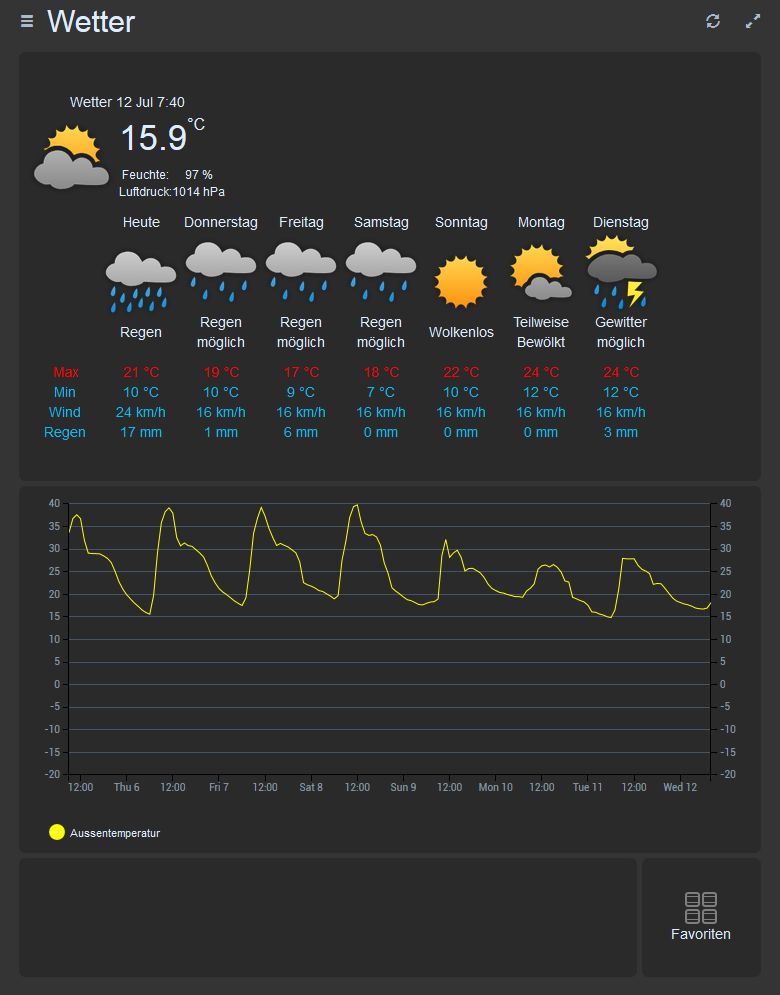 Wetter
Wetter 12 Jul 7:40
15.9°C
Feuchte: 97 %
Luftdruck:1014 hPa
Heute Donnerstag Freitag Samstag Sonntag Montag Dienstag
Regen Regen möglich Regen möglich Regen möglich Wolkenlos Teilweise Bewölkt Gewitter möglich
Max 21 °C 19 °C 17 °C 18 °C 22 °C 24 °C 24 °C
Min 10 °C 10 °C 9 °C 7 °C 10 °C 12 °C 12 °C
Wind 24 km/h 16 km/h 16 km/h 16 km/h 16 km/h 16 km/h 16 km/h
Regen 17 mm 1 mm 6 mm 0 mm 0 mm 0 mm 3 mm
40 40
35 35
30 30
25 25
20 20
15 15
10 10
5 5
0 0
-5 -5
-10 -10
-15 -15
-20 -20
12:00 Thu 6 12:00 Fri 7 12:00 Sat 8 12:00 Sun 9 12:00 Mon 10 12:00 Tue 11 12:00 Wed 12
Aussentemperatur
Favoriten